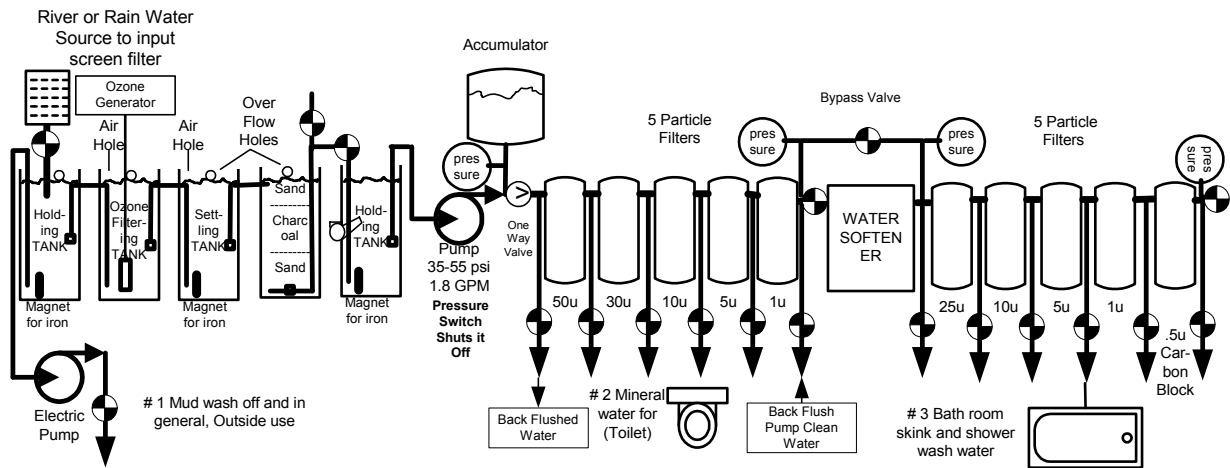 River or Rain Water
Source to input
screen filter
Ozone
Generator
Air
Hole
Air
Hole
Over
Flow
Holes
Hold-
ing
TANK
Ozone
Filter-
ing
TANK
Sett-
ling
TANK
Sand
Charc
oal
Sand
Hold-
ing
TANK
Magnet
for iron
Magnet
for iron
Magnet
for iron
Electric
Pump
# 1 Mud wash off and in
general, Outside use
Accumulator
pres
sure
Pump
35-55 psi
1.8 GPM
Pressure
Switch
Shuts it
Off
>
One
Way
Valve
5 Particle
Filters
50u
30u
10u
5u
1u
Back Flushed
Water
# 2 Mineral
water for
(Toilet)
Back Flush
Pump Clean
Water
pres
sure
Bypass Valve
pres
sure
WATER
SOFTEN
ER
5 Particle
Filters
25u
10u
5u
1u
.5u
Car-
bon
Block
pres
sure
# 3 Bath room
skink and shower
wash water